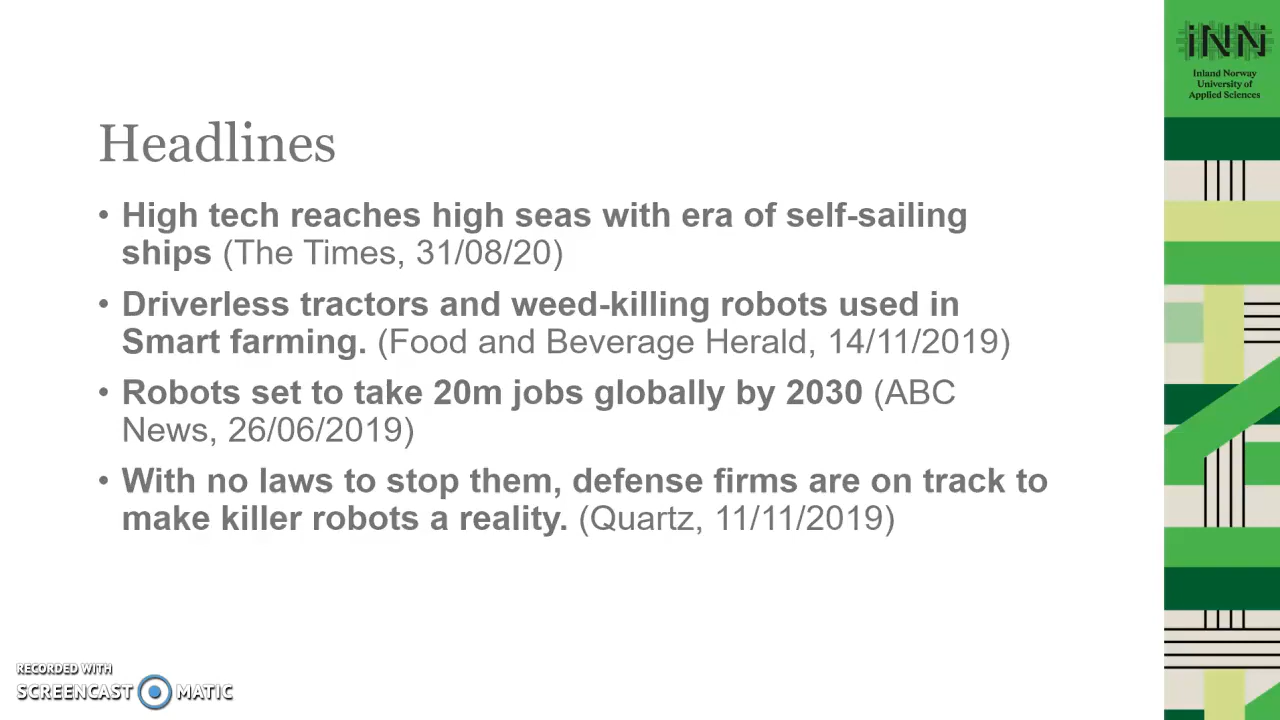 iNN
Inland Norway
University of
Applied Sciences
Headlines
• High tech reaches high seas with era of self-sailing
ships (The Times, 31/08/20)
• Driverless tractors and weed-killing robots used in
Smart farming. (Food and Beverage Herald, 14/11/2019)
• Robots set to take 20m jobs globally by 2030 (ABC
News, 26/06/2019)
• With no laws to stop them, defense firms are on track to
make killer robots a reality. (Quartz, 11/11/2019)
RECORDED WITH
SCREENCAST MATIC